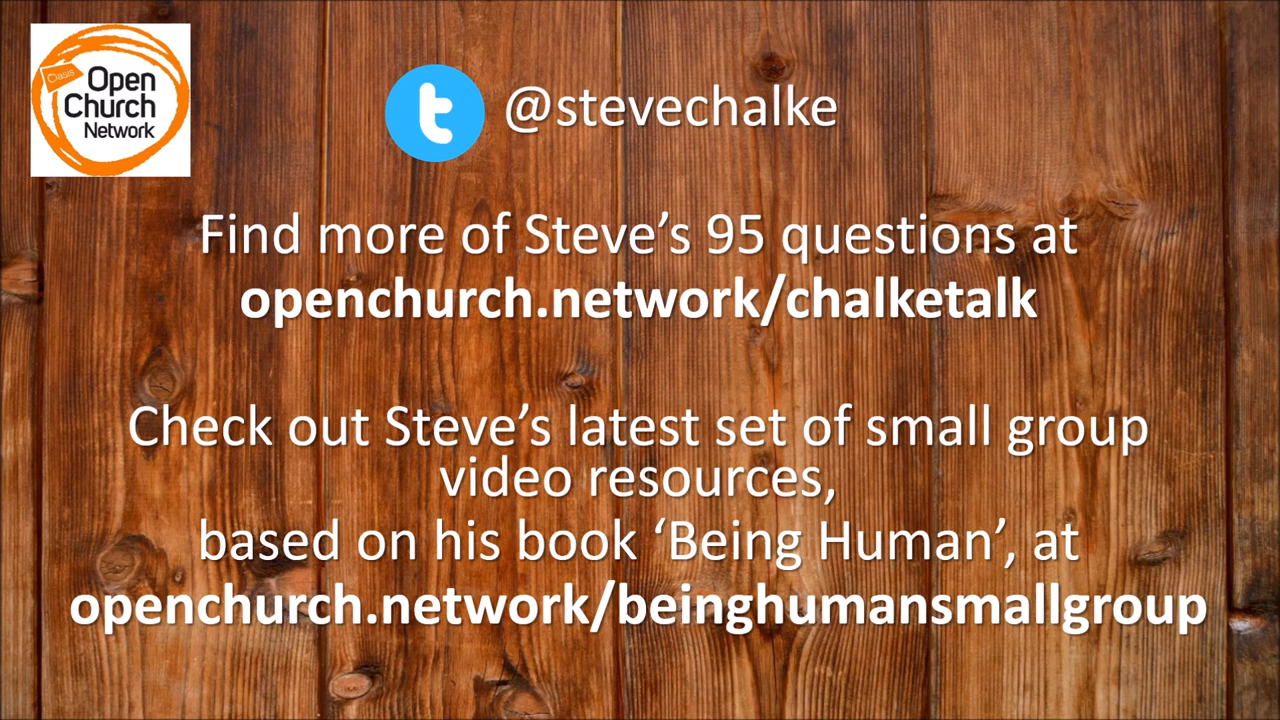 Oasis
Open
Church
Network
@stevechalke
Find more of Steve’s 95 questions at
openchurch.network/chalketalk
Check out Steve’s latest set of small group
video resources,
based on his book ‘Being Human’, at
openchurch.network/beinghumansmallgroup